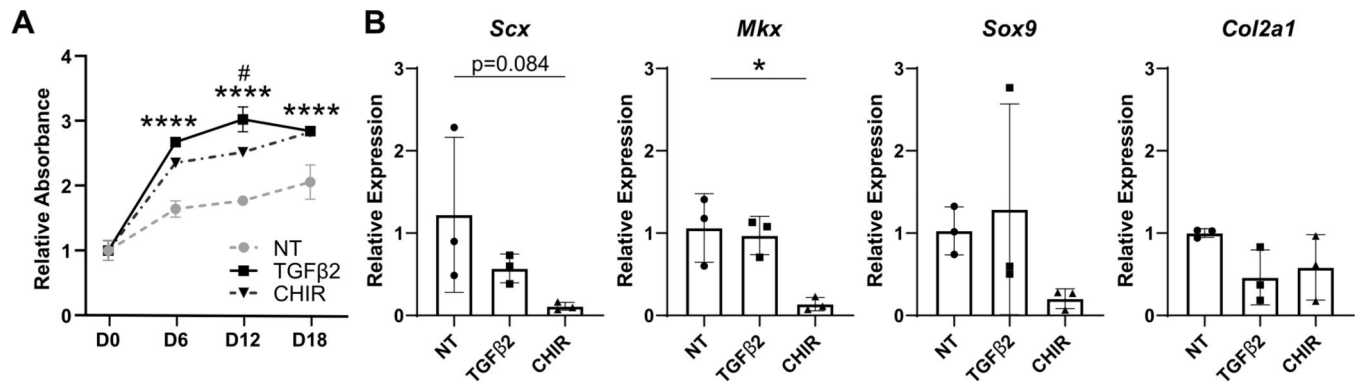 A
Relative Absorbance
4
3
2
1
0
****
#
****
****
NT
TGFβ2
CHIR
D0 D6 D12 D18
B
Scx
Relative Expression
3
2
1
0
p=0.084
NT TGFβ2 CHIR
Mkx
Relative Expression
3
2
1
0
*
NT TGFβ2 CHIR
Sox9
Relative Expression
3
2
1
0
NT TGFβ2 CHIR
Col2a1
Relative Expression
3
2
1
0
NT TGFβ2 CHIR